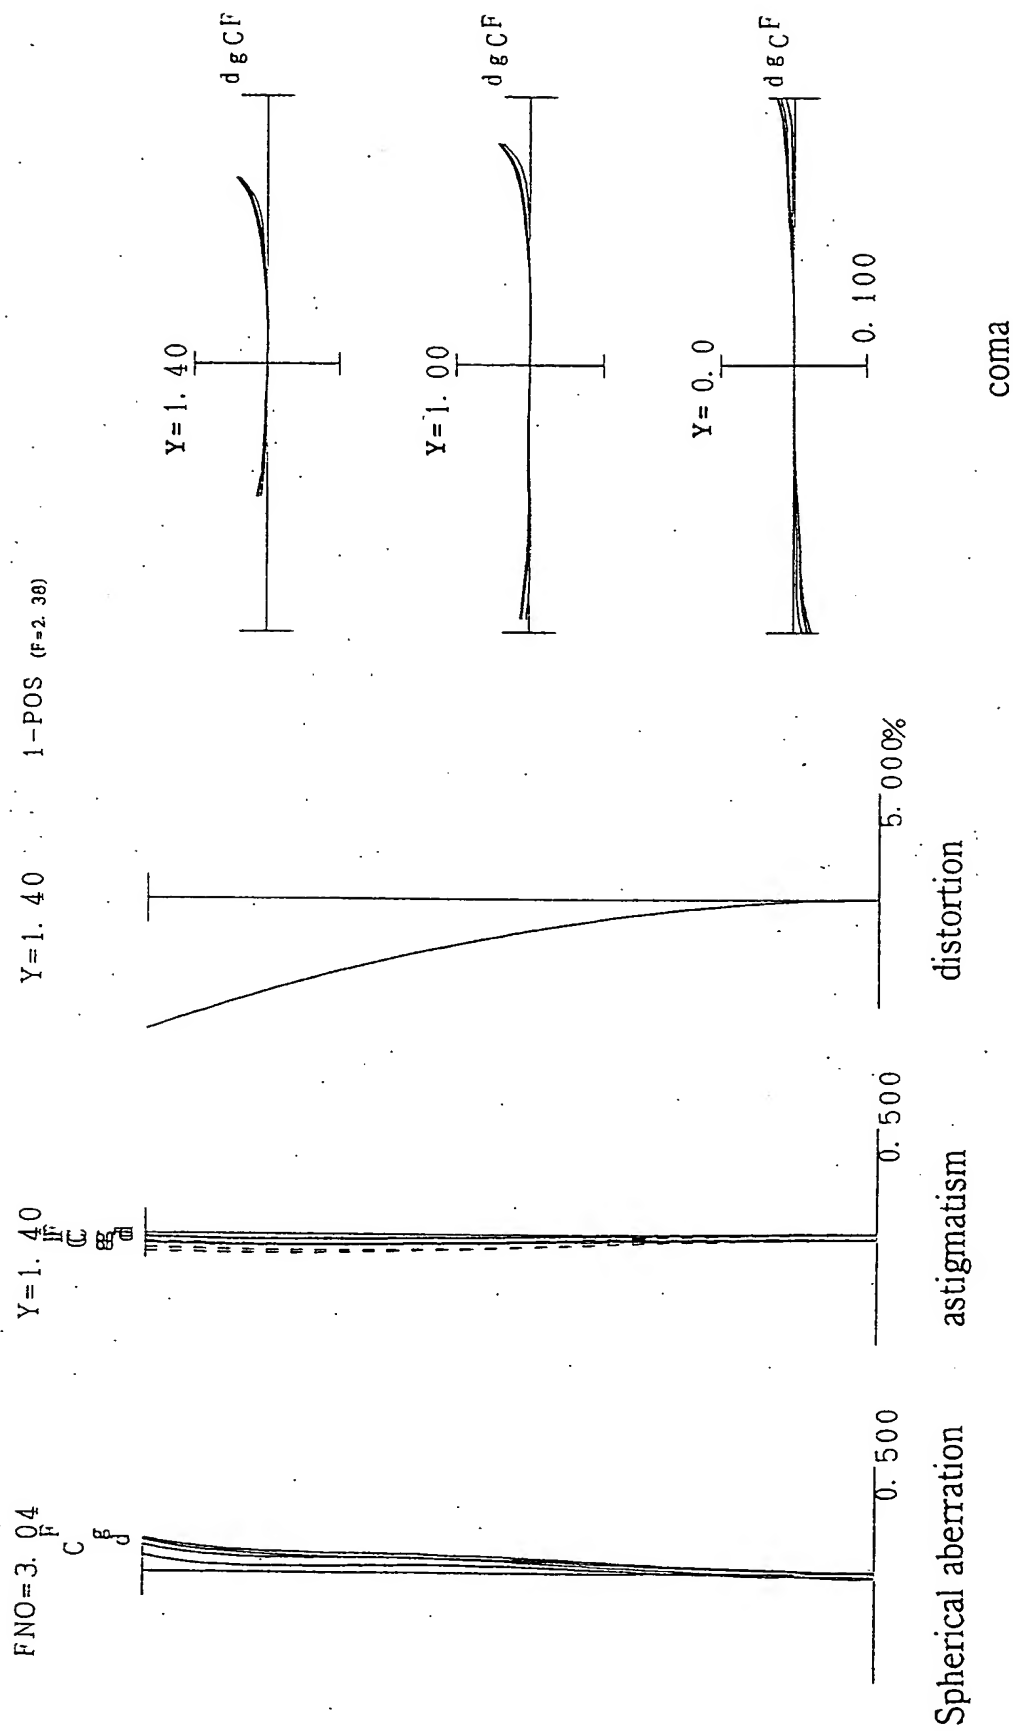 1-POS (F=2. 38)
FNO=3. 04
C F g d
0. 500
Spherical aberration
Y=1. 40
F C g d
0. 500
astigmatism
Y=1. 40
5. 000%
distortion
Y=1. 40
d g C F
Y=1. 00
d g C F
Y=0. 0
d g C F
0. 100
coma